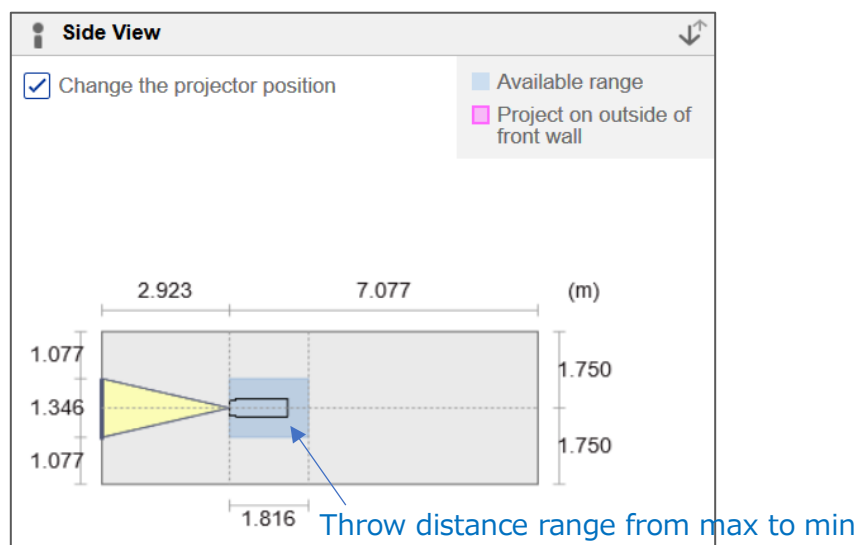 Side View
Change the projector position
Available range
Project on outside of
front wall
2.923
7.077
(m)
1.077
1.750
1.346
1.077
1.750
1.816
Throw distance range from max to min